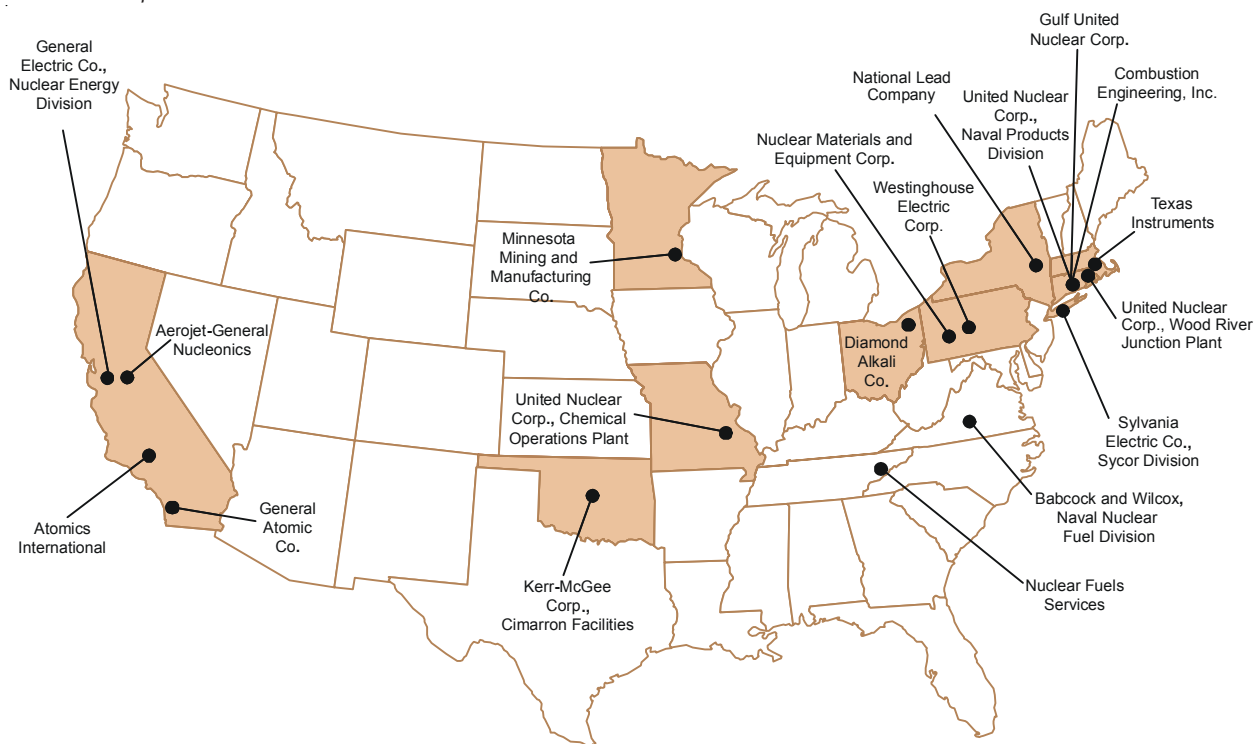 General
Electric Co.,
Nuclear Energy
Division
Aerojet-General
Nucleonics
Atomics
International
General
Atomic
Co.
Minnesota
Mining and
Manufacturing
Co.
United Nuclear
Corp., Chemical
Operations Plant
Kerr-McGee
Corp.,
Cimarron Facilities
Diamond
Alkali
Co.
Nuclear Materials and
Equipment Corp.
Westinghouse
Electric
Corp.
National Lead
Company
United Nuclear
Corp.,
Naval Products
Division
Gulf United
Nuclear Corp.
Combustion
Engineering, Inc.
Texas
Instruments
United Nuclear
Corp., Wood River
Junction Plant
Sylvania
Electric Co.,
Sycor Division
Babcock and Wilcox,
Naval Nuclear
Fuel Division
Nuclear Fuels
Services